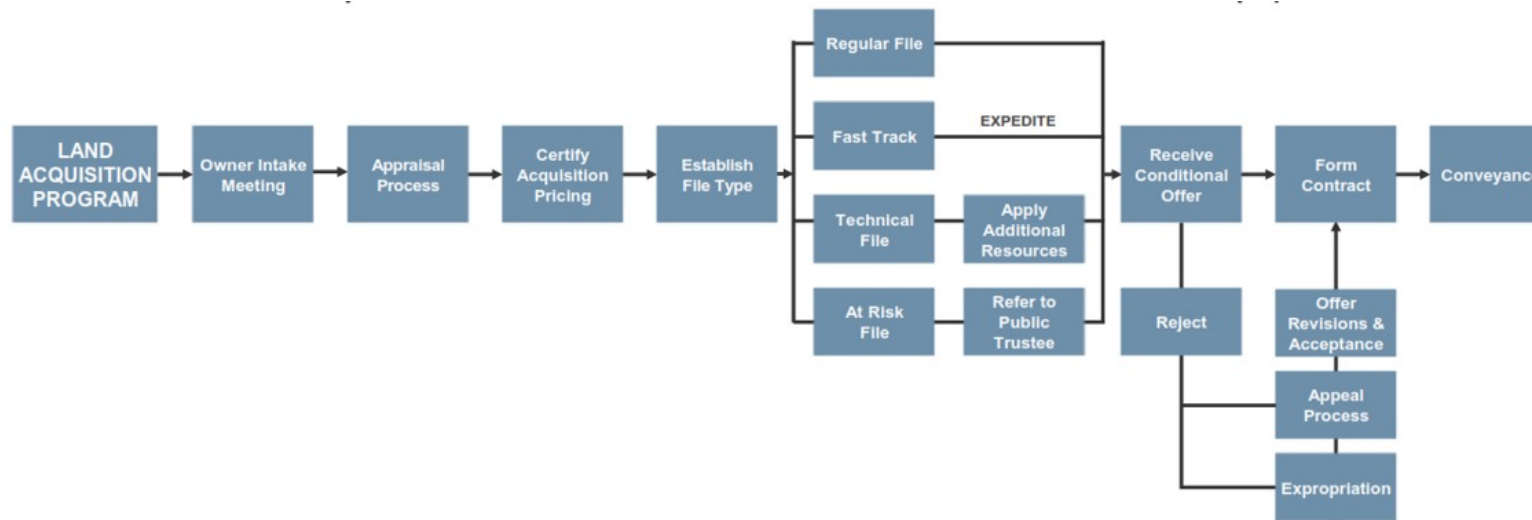 LAND
ACQUISITION
PROGRAM
Owner Intake
Meeting
Appraisal
Process
Certify
Acquisition
Pricing
Establish
File Type
Regular File
Fast Track
EXPEDITE
Technical
File
Apply
Additional
Resources
At Risk
File
Refer to
Public
Trustee
Receive
Conditional
Offer
Form
Contract
Conveyance
Reject
Offer
Revisions &
Acceptance
Appeal
Process
Expropriation